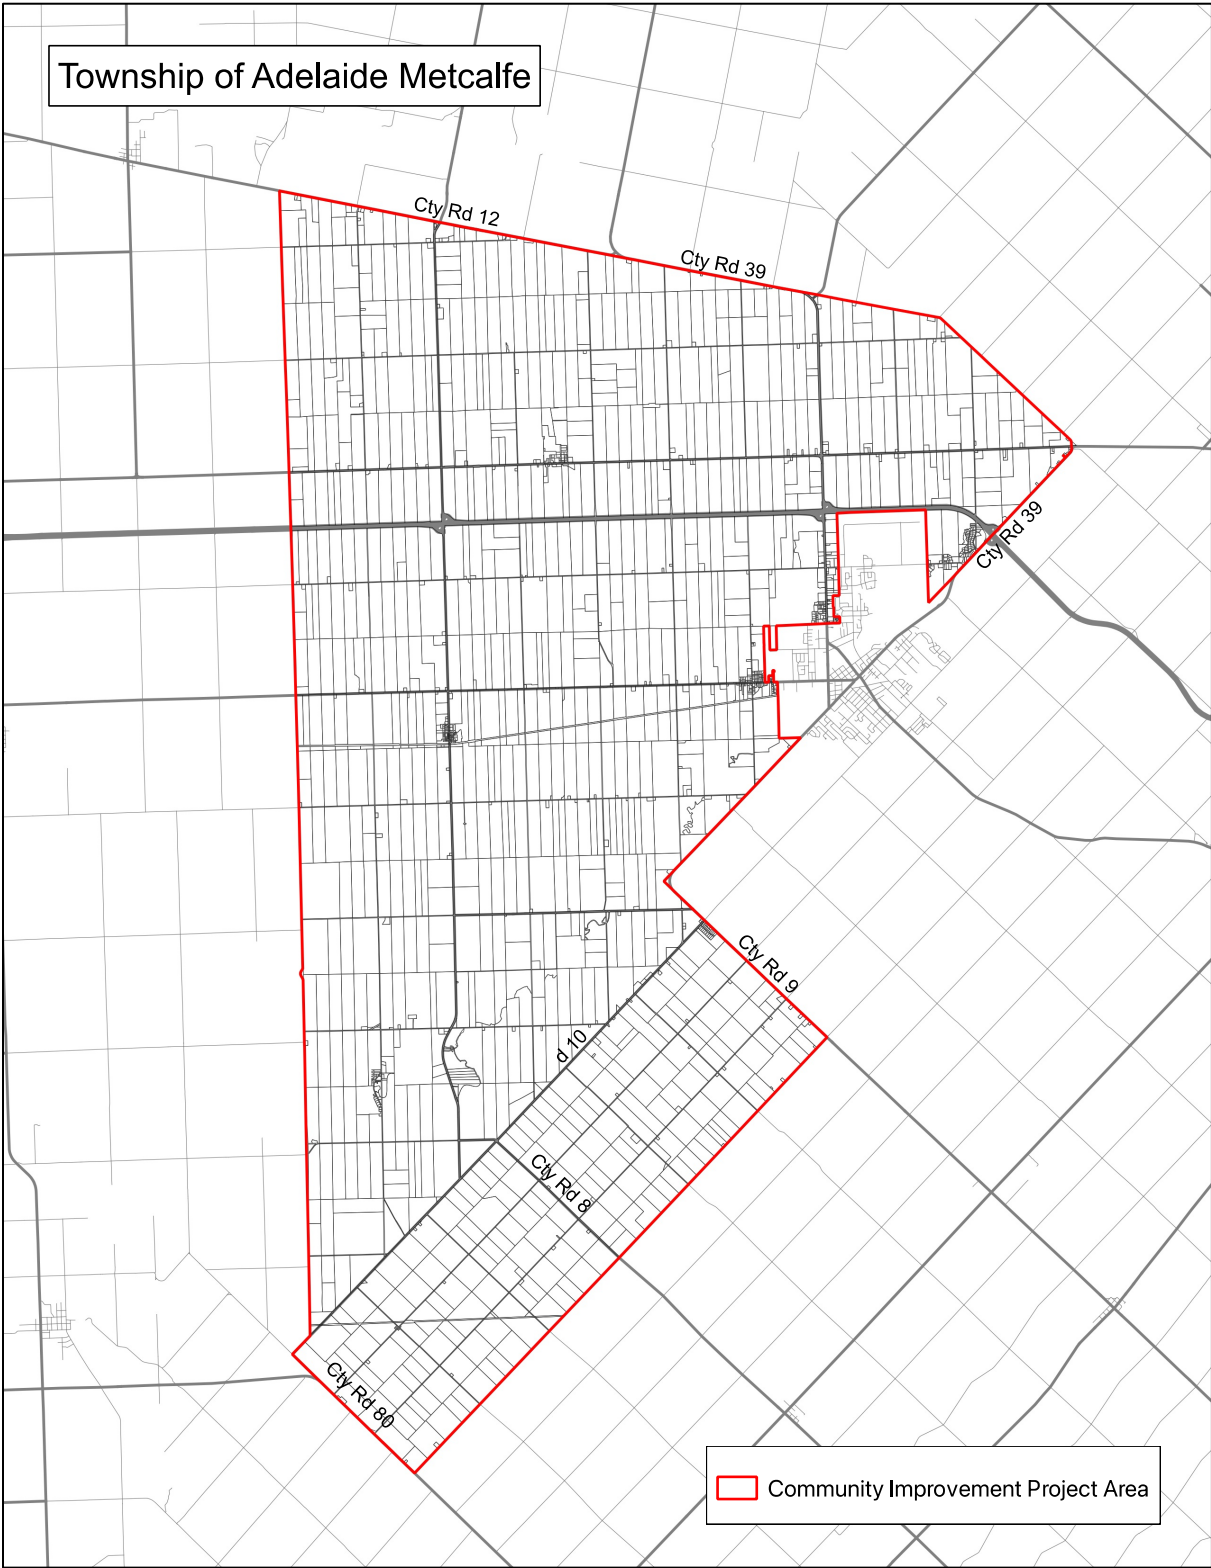 Township of Adelaide Metcalfe
Cty Rd 12
Cty Rd 39
Cty Rd 39
Cty Rd 9
d 10
Cty Rd 8
Cty Rd 80
Community Improvement Project Area